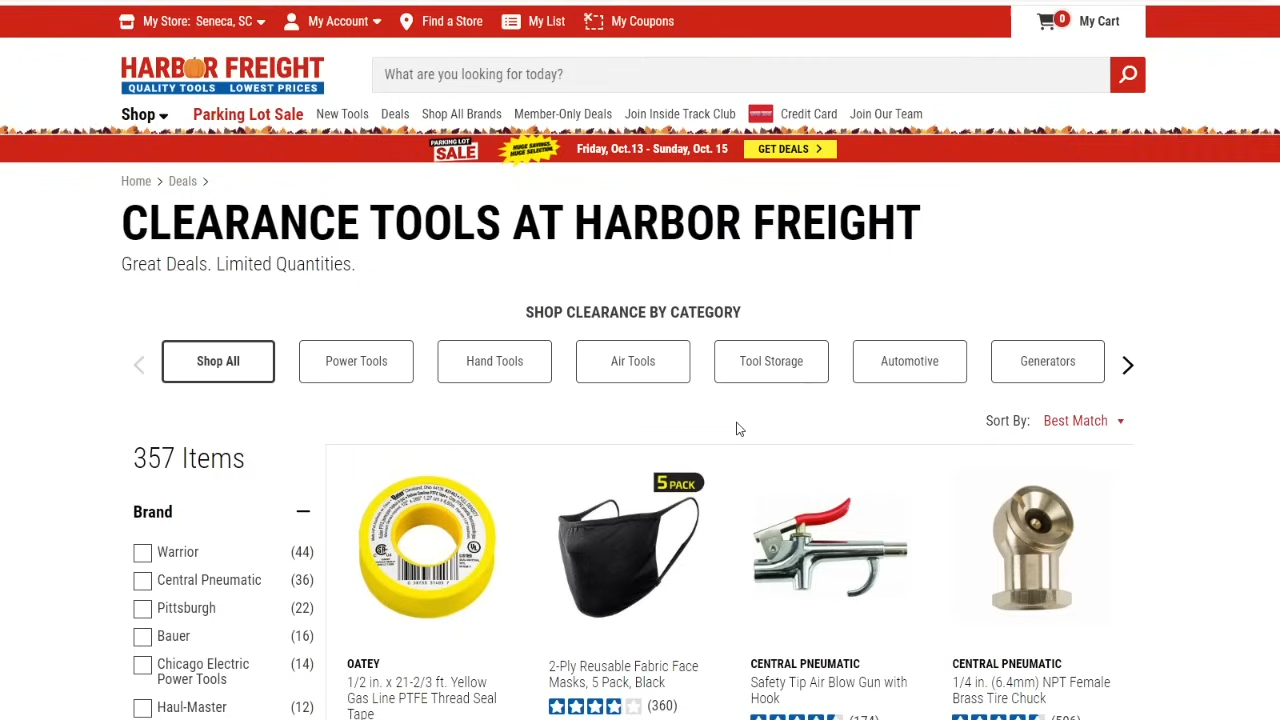 My Store: Seneca, SC
My Account
Find a Store
My List
My Coupons
0
My Cart
HARBOR FREIGHT
QUALITY TOOLS LOWEST PRICES
What are you looking for today?
Shop
Parking Lot Sale
New Tools
Deals
Shop All Brands
Member-Only Deals
Join Inside Track Club
Credit Card
Join Our Team
PARKING LOT
SALE
HUGE SAVINGS.
HUGE SELECTION.
Friday, Oct.13 - Sunday, Oct. 15
GET DEALS
Home
Deals
CLEARANCE TOOLS AT HARBOR FREIGHT
Great Deals. Limited Quantities.
SHOP CLEARANCE BY CATEGORY
Shop All
Power Tools
Hand Tools
Air Tools
Tool Storage
Automotive
Generators
Sort By: Best Match
357 Items
Brand
Warrior (44)
Central Pneumatic (36)
Pittsburgh (22)
Bauer (16)
Chicago Electric (14)
Power Tools
Haul-Master (12)
OATEY
1/2 in. x 21-2/3 ft. Yellow
Gas Line PTFE Thread Seal
Tape
5 PACK
2-Ply Reusable Fabric Face
Masks, 5 Pack, Black
(360)
CENTRAL PNEUMATIC
Safety Tip Air Blow Gun with
Hook
(174)
CENTRAL PNEUMATIC
1/4 in. (6.4mm) NPT Female
Brass Tire Chuck